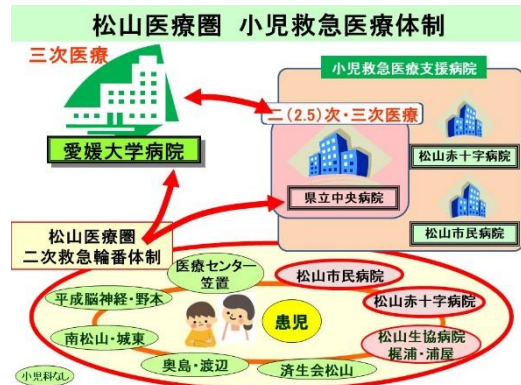 松山医療圏 小児救急医療体制
三次医療
愛媛大学病院
小児救急医療支援病院
二(2.5)次・三次医療
県立中央病院
松山赤十字病院
松山市民病院
松山医療圏
二次救急輪番体制
医療センター
笠置
松山市民病院
平成脳神経・野本
松山赤十字病院
患児
南松山・城東
松山生協病院
梶浦・浦屋
奥島・渡辺
済生会松山
小児科なし